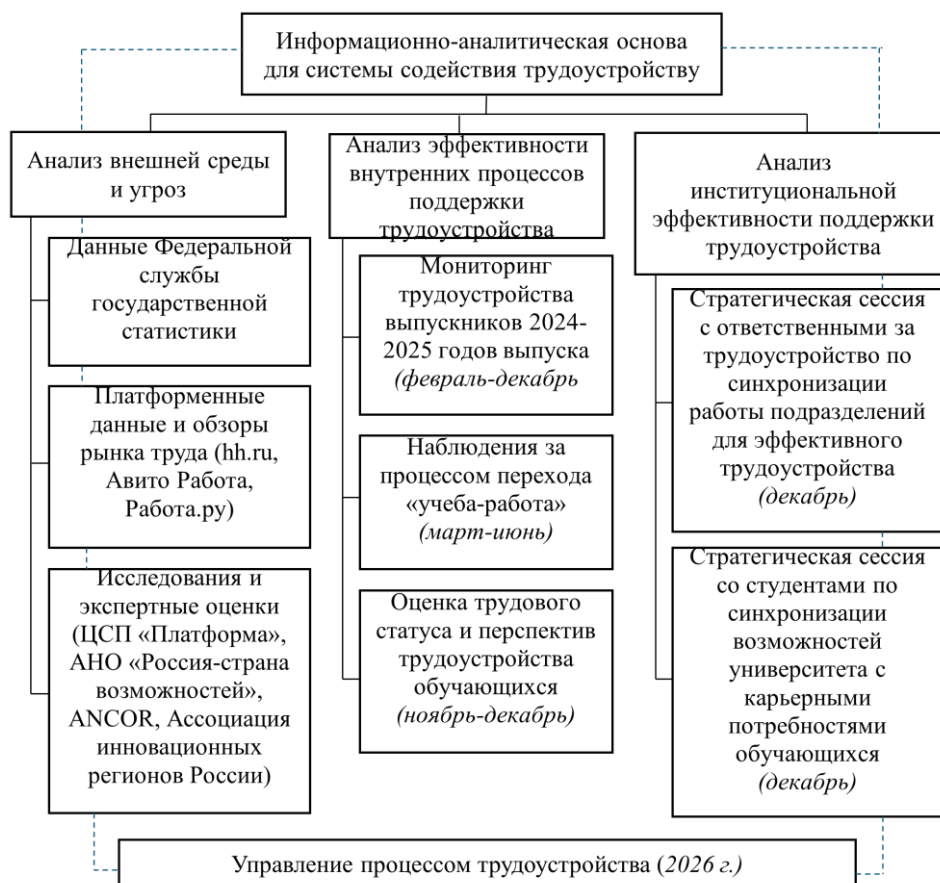 Информационно-аналитическая основа
для системы содействия трудоустройству
Анализ внешней среды
и угроз
Данные Федеральной
службы
государственной
статистики
Платформенные
данные и обзоры
рынка труда (hh.ru,
Авито Работа,
Работа.ру)
Исследования и
экспертные оценки
(ЦСП «Платформа»,
АНО «Россия-страна
возможностей»,
ANCOR, Ассоциация
инновационных
регионов России)
Анализ эффективности
внутренних процессов
поддержки
трудоустройства
Мониторинг
трудоустройства
выпускников 2024-
2025 годов выпуска
(февраль-декабрь
Наблюдения за
процессом перехода
«учеба-работа»
(март-июнь)
Оценка трудового
статуса и перспектив
трудоустройства
обучающихся
(ноябрь-декабрь)
Анализ
институциональной
эффективности поддержки
трудоустройства
Стратегическая сессия
с ответственными за
трудоустройство по
синхронизации
работы подразделений
для эффективного
трудоустройства
(декабрь)
Стратегическая сессия
со студентами по
синхронизации
возможностей
университета с
карьерными
потребностями
обучающихся
(декабрь)
Управление процессом трудоустройства (2026 г.)